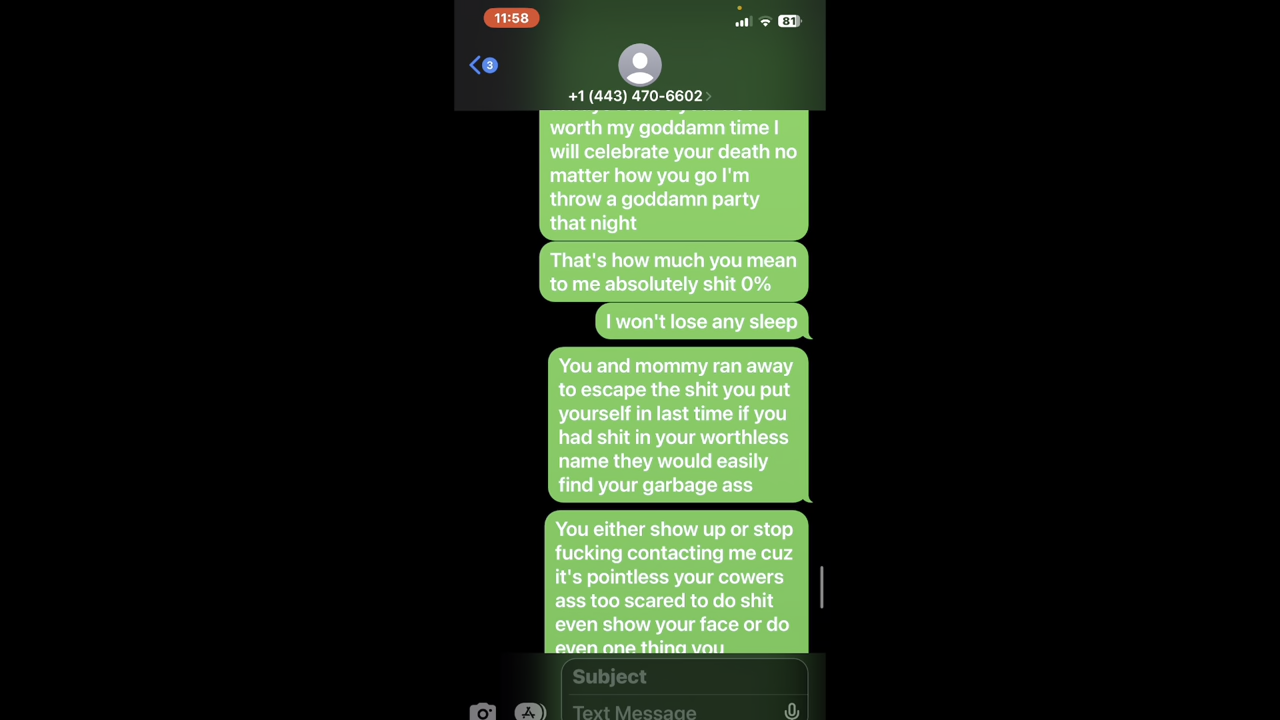 11:58
81
3
+1 (443) 470-6602
worth my goddamn time I
will celebrate your death no
matter how you go I'm
throw a goddamn party
that night
That's how much you mean
to me absolutely shit 0%
I won't lose any sleep
You and mommy ran away
to escape the shit you put
yourself in last time if you
had shit in your worthless
name they would easily
find your garbage ass
You either show up or stop
fucking contacting me cuz
it's pointless your cowers
ass too scared to do shit
even show your face or do
even one thing you
Subject
Text Message